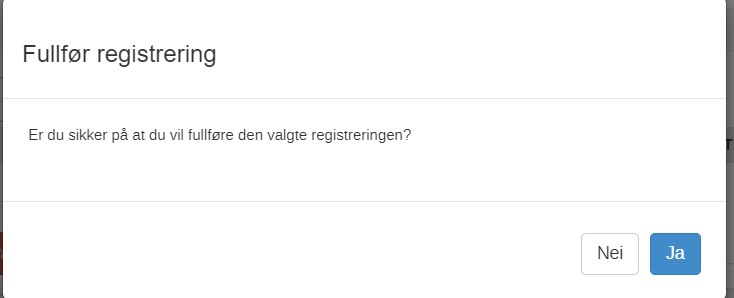 Fullfør registrering
Er du sikker på at du vil fullføre den valgte registreringen?
Nei
Ja